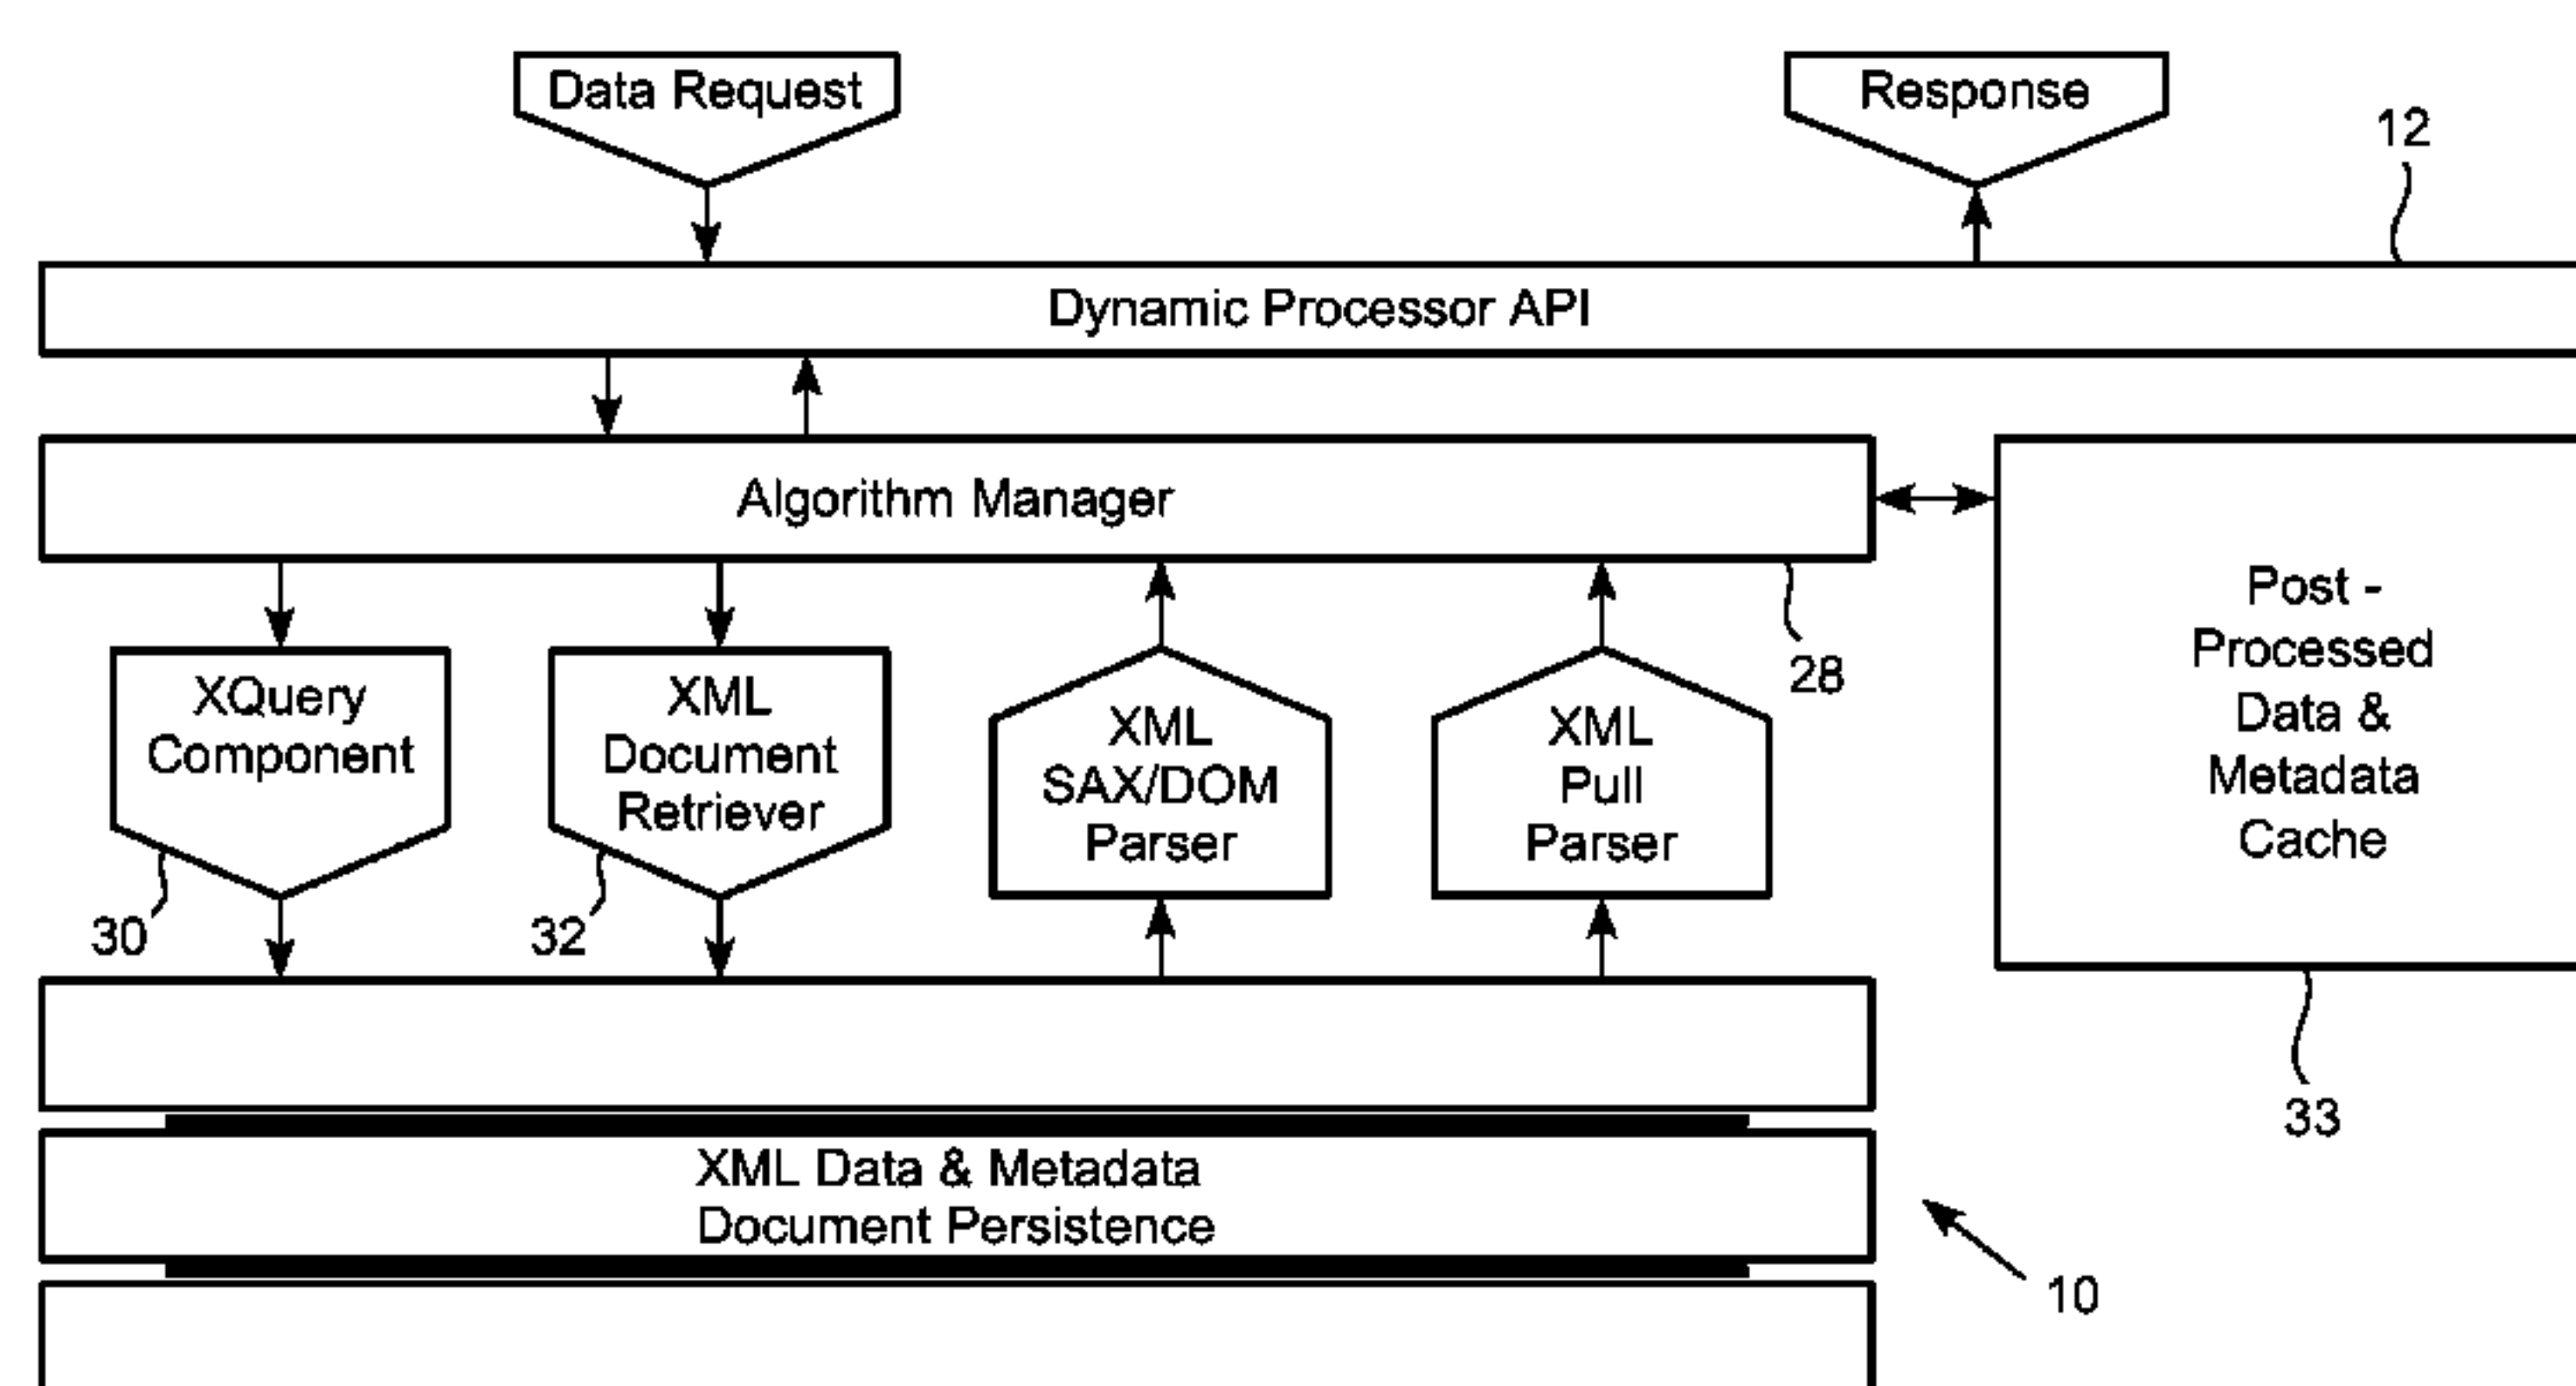 Data Request
Response
12
Dynamic Processor API
Algorithm Manager
28
XQuery
Component
30
XML
Document
Retriever
32
XML
SAX/DOM
Parser
XML
Pull
Parser
Post -
Processed
Data &
Metadata
Cache
33
XML Data & Metadata
Document Persistence
10